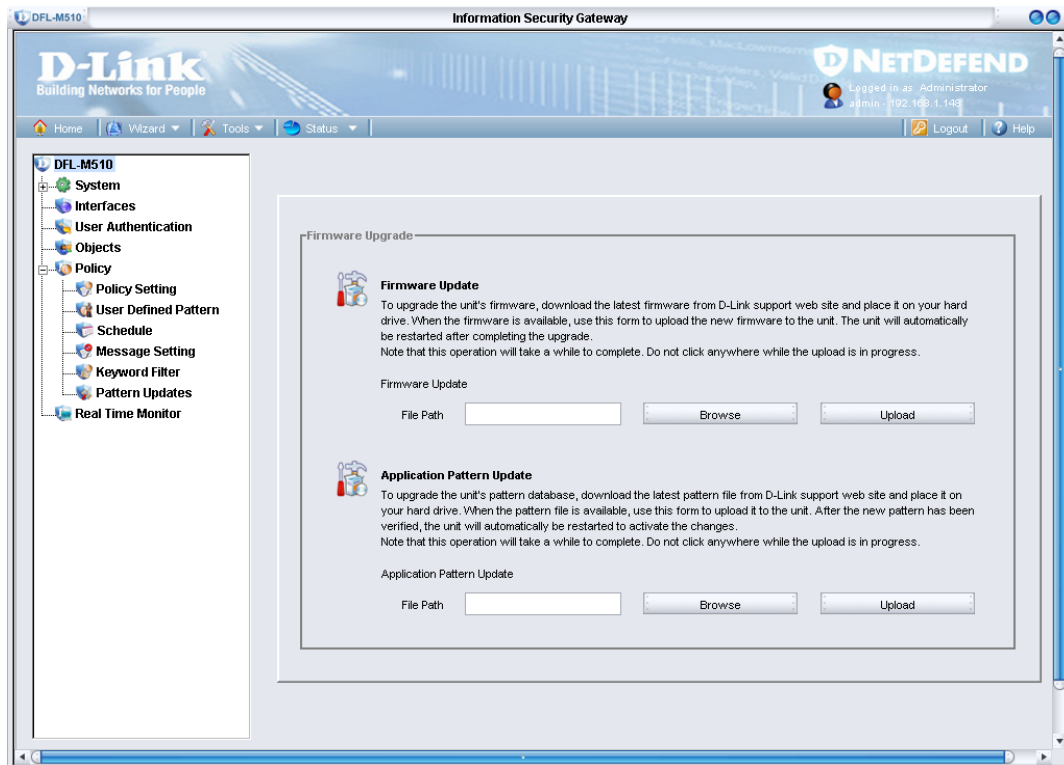 DFL-M510
Information Security Gateway
D-Link
Building Networks for People
NETDEFEND
Logged in as Administrator
admin - 192.168.1.148
Home
Wizard
Tools
Status
Logout
Help
DFL-M510
System
Interfaces
User Authentication
Objects
Policy
Policy Setting
User Defined Pattern
Schedule
Message Setting
Keyword Filter
Pattern Updates
Real Time Monitor
Firmware Upgrade
Firmware Update
To upgrade the unit's firmware, download the latest firmware from D-Link support web site and place it on your hard
drive. When the firmware is available, use this form to upload the new firmware to the unit. The unit will automatically
be restarted after completing the upgrade.
Note that this operation will take a while to complete. Do not click anywhere while the upload is in progress.
Firmware Update
File Path
Browse
Upload
Application Pattern Update
To upgrade the unit's pattern database, download the latest pattern file from D-Link support web site and place it on
your hard drive. When the pattern file is available, use this form to upload it to the unit. After the new pattern has been
verified, the unit will automatically be restarted to activate the changes.
Note that this operation will take a while to complete. Do not click anywhere while the upload is in progress.
Application Pattern Update
File Path
Browse
Upload